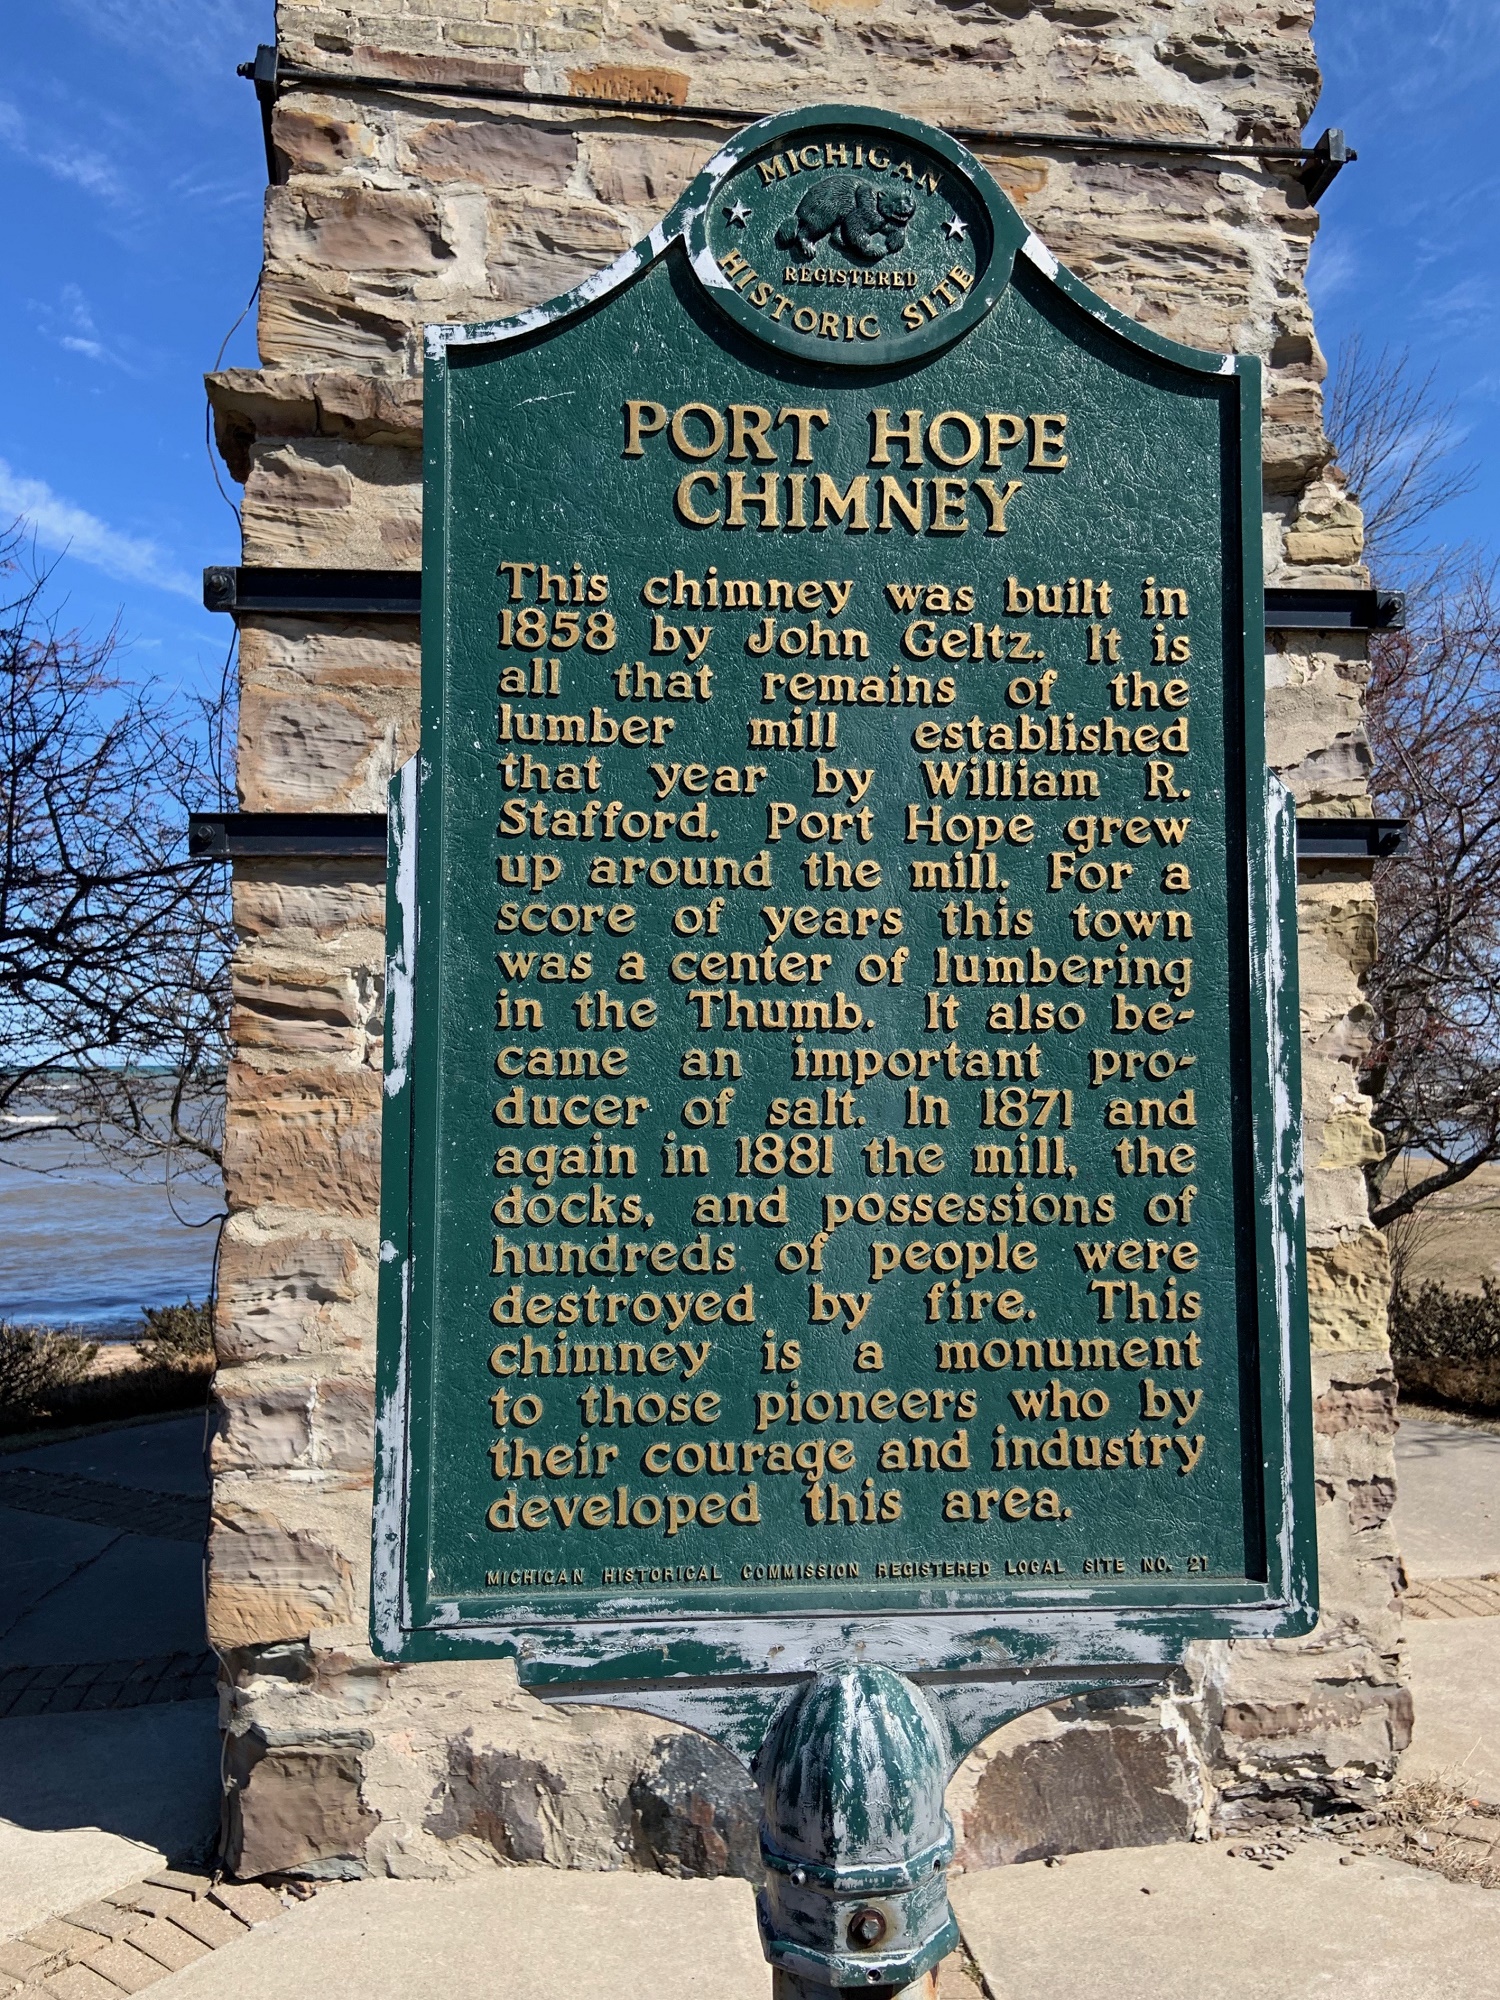 MICHIGAN
REGISTERED
HISTORIC SITE
PORT HOPE
CHIMNEY
This chimney was built in
1858 by John Geltz. It is
all that remains of the
lumber mill established
that year by William R.
Stafford. Port Hope grew
up around the mill. For a
score of years this town
was a center of lumbering
in the Thumb. It also be-
came an important pro-
ducer of salt. In 1871 and
again in 1881 the mill, the
docks, and possessions of
hundreds of people were
destroyed by fire. This
chimney is a monument
to those pioneers who by
their courage and industry
developed this area.
MICHIGAN HISTORICAL COMMISSION REGISTERED LOCAL SITE NO. 21